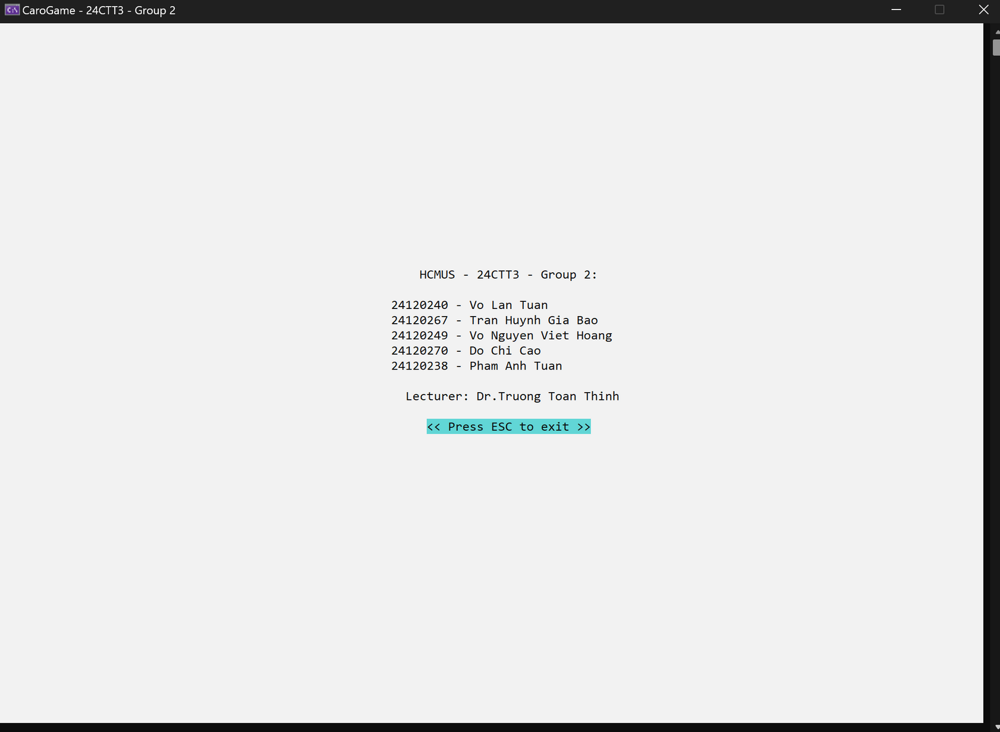 CaroGame - 24CTT3 - Group 2
HCMUS - 24CTT3 - Group 2:
24120240 - Vo Lan Tuan
24120267 - Tran Huynh Gia Bao
24120249 - Vo Nguyen Viet Hoang
24120270 - Do Chi Cao
24120238 - Pham Anh Tuan
Lecturer: Dr.Truong Toan Thinh
<< Press ESC to exit >>